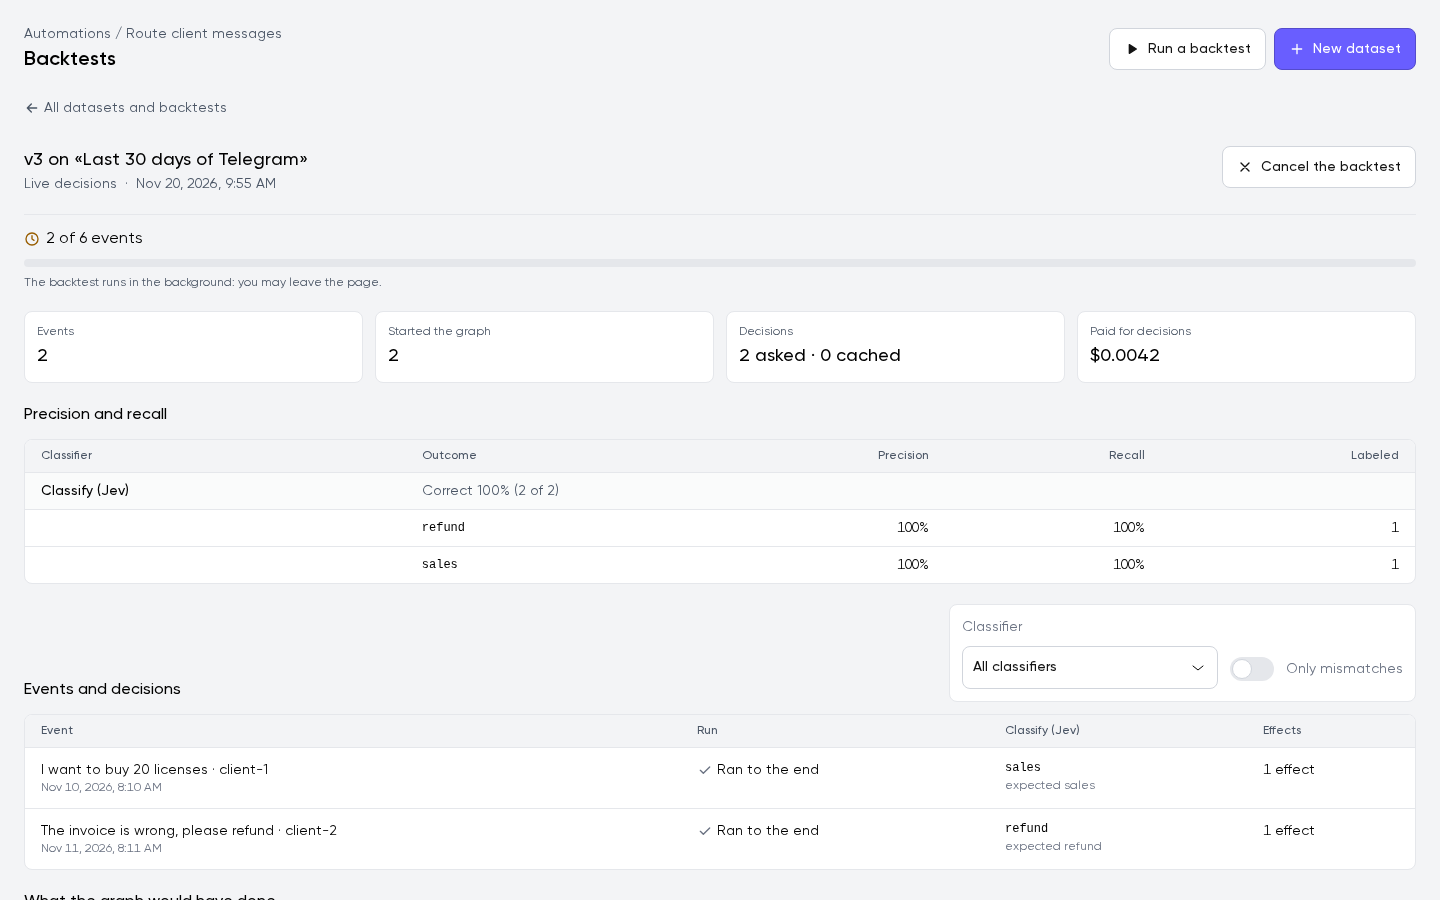 Automations / Route client messages
Backtests
Run a backtest
New dataset
All datasets and backtests
v3 on «Last 30 days of Telegram»
Live decisions · Nov 20, 2026, 9:55 AM
Cancel the backtest
2 of 6 events
The backtest runs in the background: you may leave the page.
Events
2
Started the graph
2
Decisions
2 asked · 0 cached
Paid for decisions
$0.0042
Precision and recall
Classifier Outcome Precision Recall Labeled
Classify (Jev) Correct 100% (2 of 2)
refund 100% 100% 1
sales 100% 100% 1
Classifier
All classifiers
Only mismatches
Events and decisions
Event Run Classify (Jev) Effects
I want to buy 20 licenses · client-1 Ran to the end sales 1 effect
Nov 10, 2026, 8:10 AM expected sales
The invoice is wrong, please refund · client-2 Ran to the end refund 1 effect
Nov 11, 2026, 8:11 AM expected refund
What the graph would have done